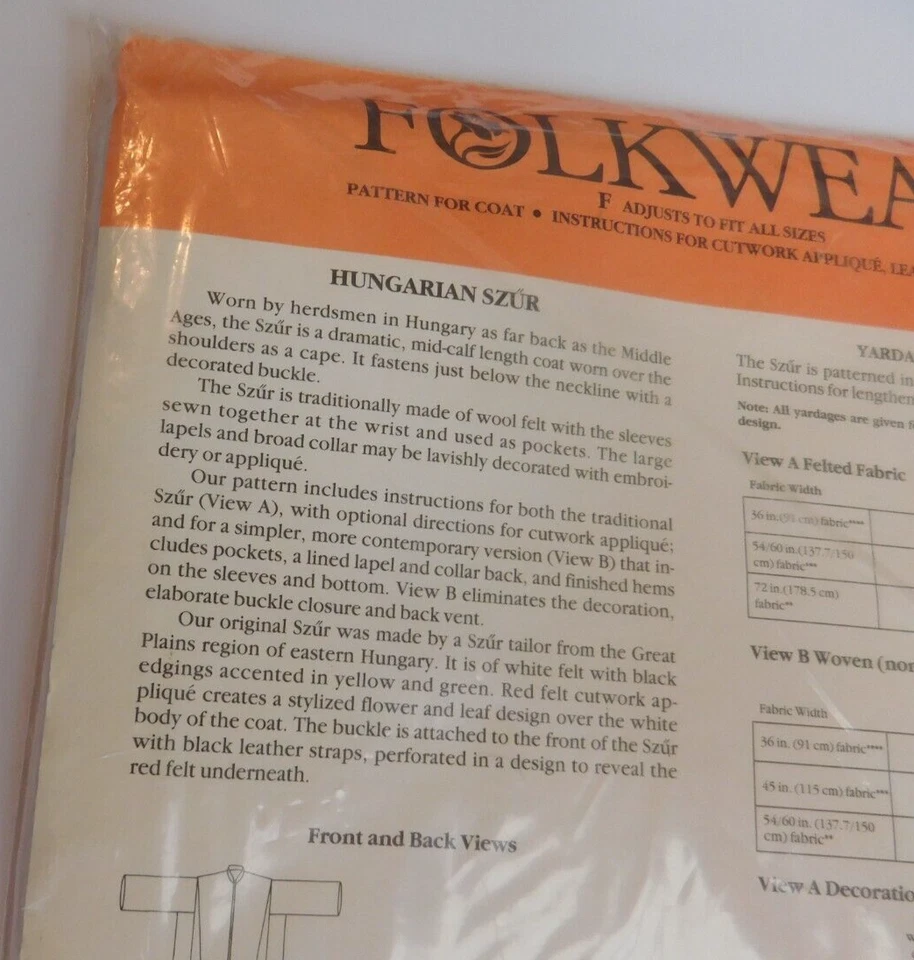 FOLKWEA
F ADJUSTS TO FIT ALL SIZES
PATTERN FOR COAT • INSTRUCTIONS FOR CUTWORK APPLIQUÉ, LEA
HUNGARIAN SZŰR
Worn by herdsmen in Hungary as far back as the Middle
Ages, the Szűr is a dramatic, mid-calf length coat worn over the
shoulders as a cape. It fastens just below the neckline with a
decorated buckle.
The Szűr is traditionally made of wool felt with the sleeves
sewn together at the wrist and used as pockets. The large
lapels and broad collar may be lavishly decorated with embroi-
dery or appliqué.
Our pattern includes instructions for both the traditional
Szűr (View A), with optional directions for cutwork appliqué;
and for a simpler, more contemporary version (View B) that in-
cludes pockets, a lined lapel and collar back, and finished hems
on the sleeves and bottom. View B eliminates the decoration,
elaborate buckle closure and back vent.
Our original Szűr was made by a Szűr tailor from the Great
Plains region of eastern Hungary. It is of white felt with black
edgings accented in yellow and green. Red felt cutwork ap-
pliqué creates a stylized flower and leaf design over the white
body of the coat. The buckle is attached to the front of the Szűr
with black leather straps, perforated in a design to reveal the
red felt underneath.
Front and Back Views
YARDA
The Szűr is patterned in
Instructions for lengthen
Note: All yardages are given f
design.
View A Felted Fabric
Fabric Width
36 in.(91 cm) fabric****
54/60 in.(137.7/150
cm) fabric***
72 in.(178.5 cm)
fabric**
View B Woven (non
Fabric Width
36 in. (91 cm) fabric****
45 in. (115 cm) fabric***
54/60 in. (137.7/150
cm) fabric**
View A Decoratio
w